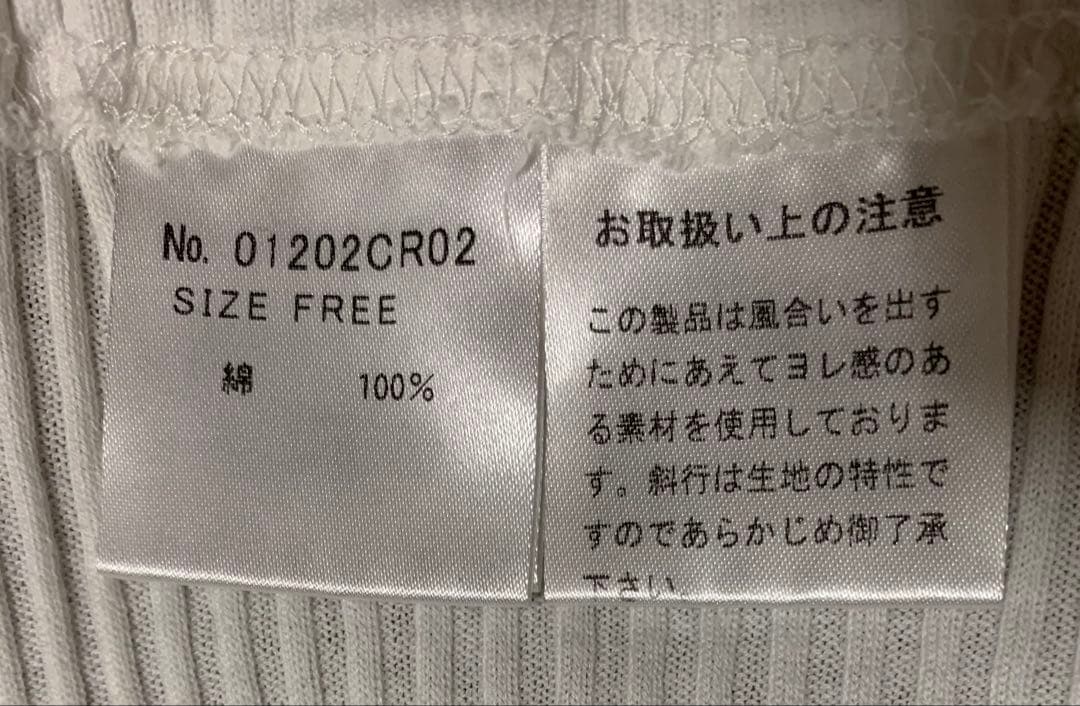 No. 01202CR02
SIZE FREE
綿 100%
お取扱い上の注意
この製品は風合いを出す
ためにあえてヨレ感のあ
る素材を使用しておりま
す。斜行は生地の特性で
すのであらかじめ御了承
下さい。